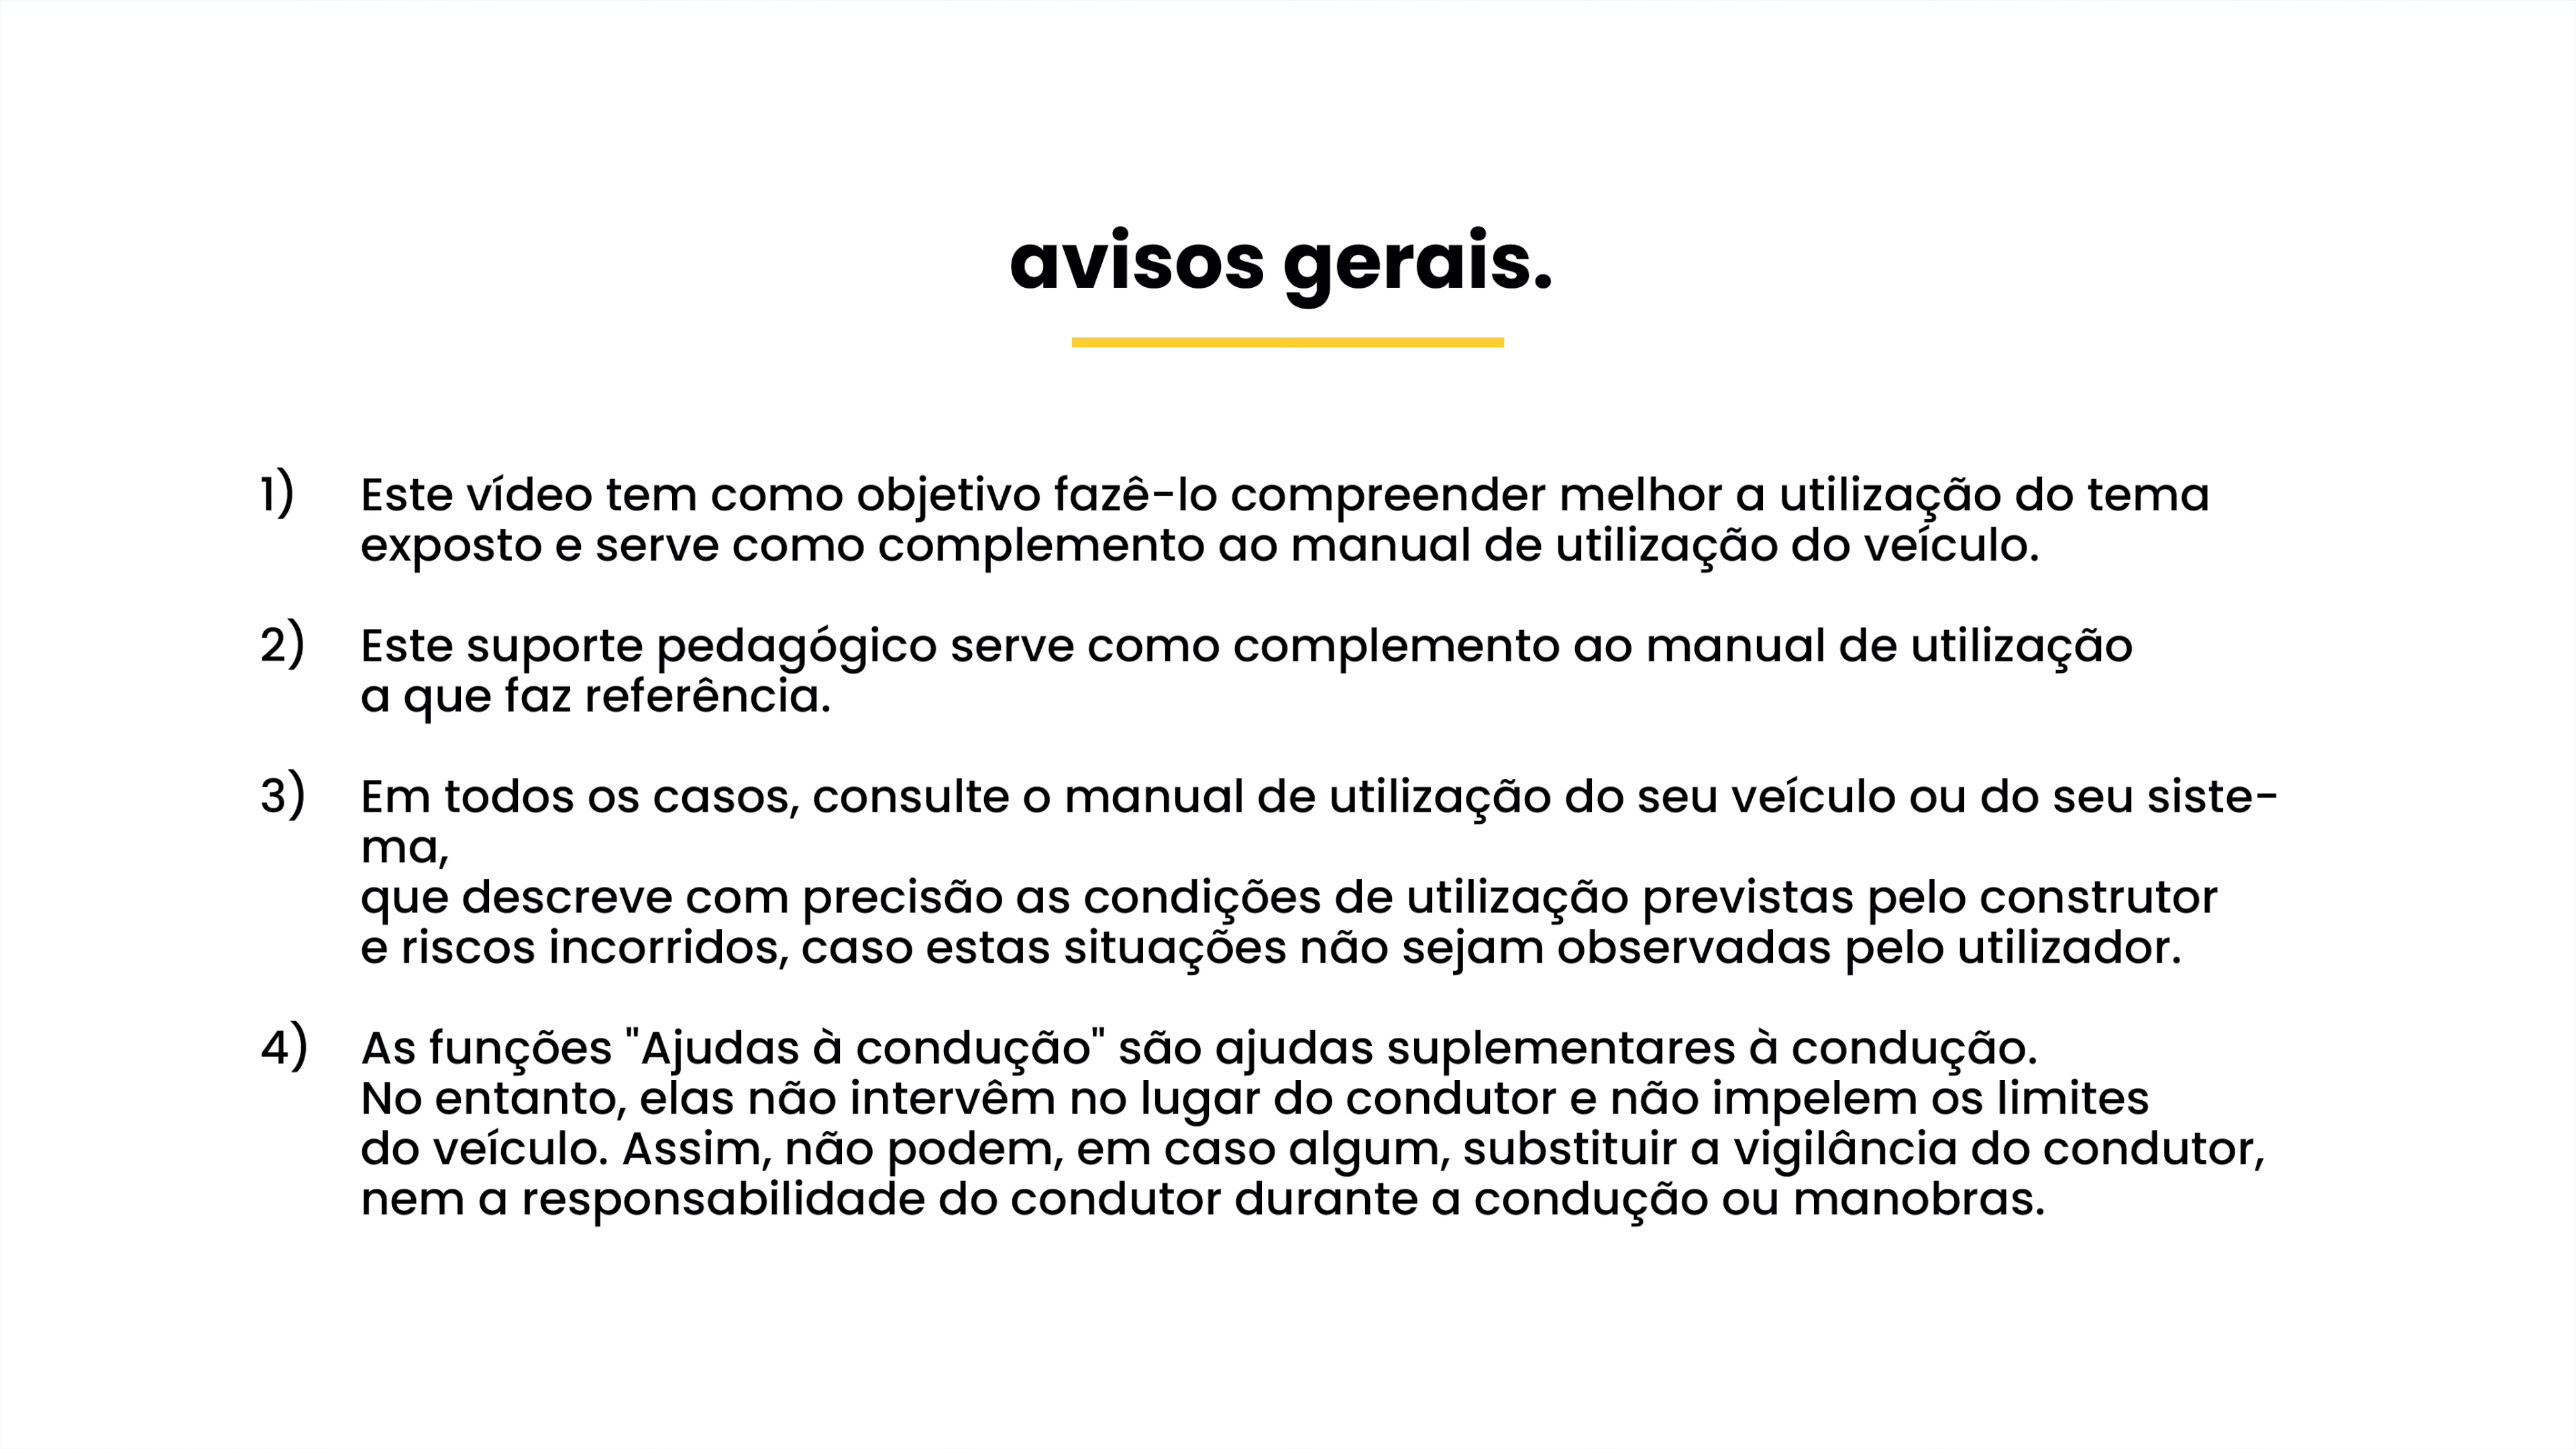 avisos gerais.
1) Este vídeo tem como objetivo fazê-lo compreender melhor a utilização do tema
exposto e serve como complemento ao manual de utilização do veículo.
2) Este suporte pedagógico serve como complemento ao manual de utilização
a que faz referência.
3) Em todos os casos, consulte o manual de utilização do seu veículo ou do seu siste-
ma,
que descreve com precisão as condições de utilização previstas pelo construtor
e riscos incorridos, caso estas situações não sejam observadas pelo utilizador.
4) As funções "Ajudas à condução" são ajudas suplementares à condução.
No entanto, elas não intervêm no lugar do condutor e não impelem os limites
do veículo. Assim, não podem, em caso algum, substituir a vigilância do condutor,
nem a responsabilidade do condutor durante a condução ou manobras.